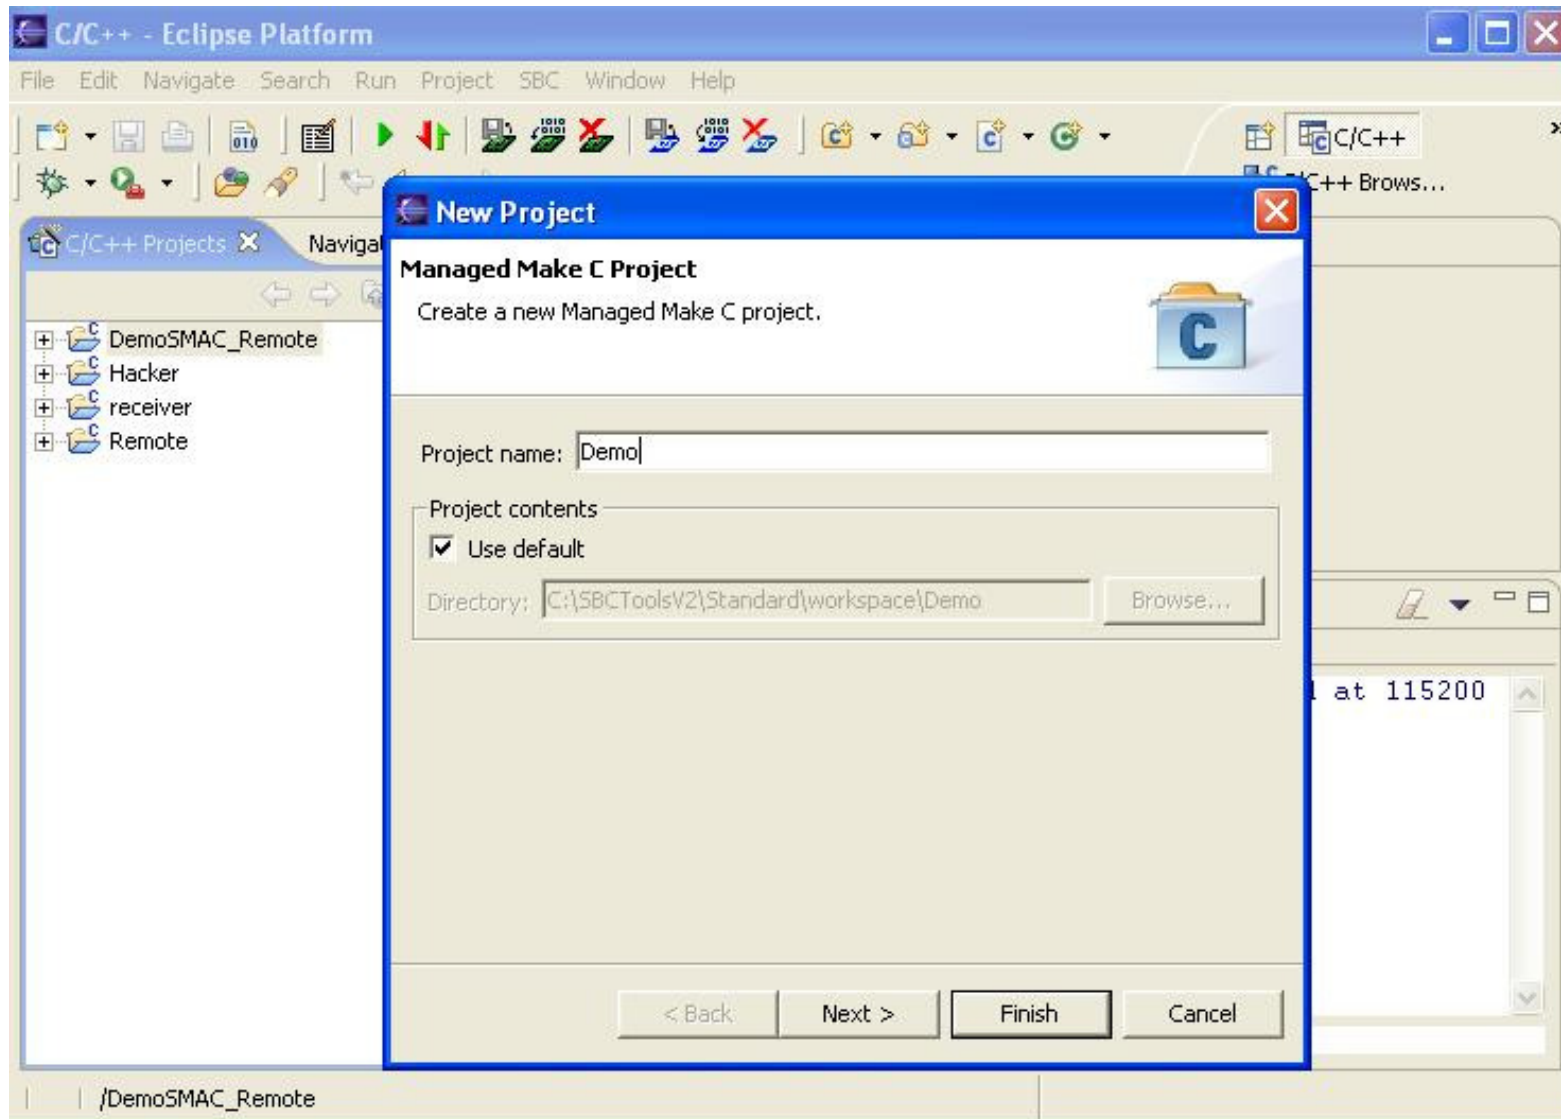 C/C++ - Eclipse Platform
File Edit Navigate Search Run Project SBC Window Help
C/C++
C/C++ Brows...
C/C++ Projects
DemoSMAC_Remote
Hacker
receiver
Remote
New Project
Managed Make C Project
Create a new Managed Make C project.
Project name: Demo
Project contents
Use default
Directory: C:\SBCToolsV2\Standard\workspace\Demo Browse...
at 115200
< Back Next > Finish Cancel
/DemoSMAC_Remote